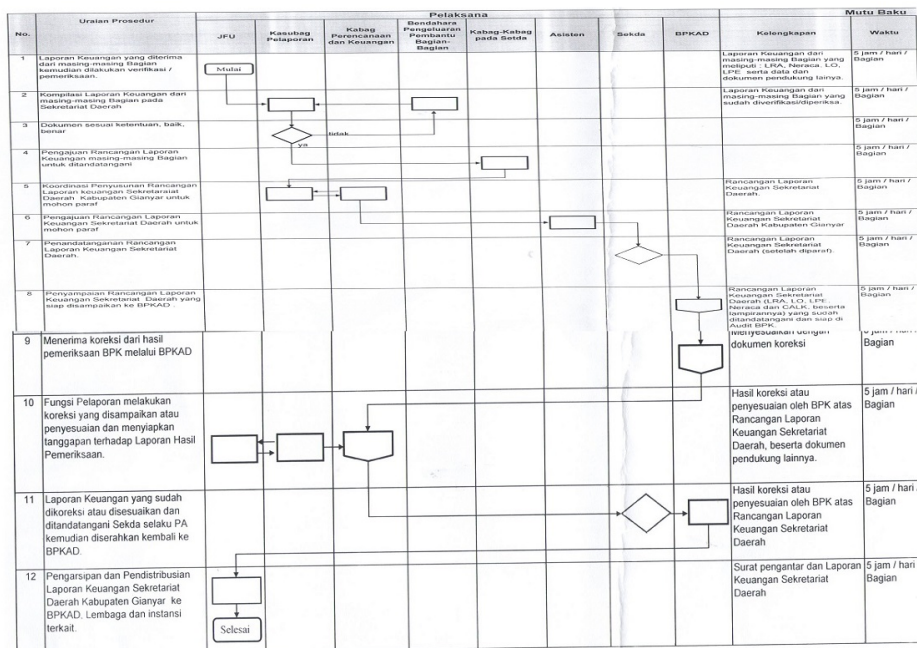 Pelaksana
Mutu Baku
No.
Uraian Prosedur
JFU
Kasubag
Pelaporan
Kabag
Perencanaan
dan Keuangan
Bendahara
Pengeluaran
Pembantu
Bagian-
Bagian
Kabag-Kabag
pada Setda
Asisten
Sekda
BPKAD
Kelengkapan
Waktu
1
Laporan Keuangan yang diterima
dari masing-masing Bagian
kemudian dilakukan verifikasi /
pemeriksaan.
Mulai
Laporan Keuangan dari
masing-masing Bagian yang
meliputi : LRA, Neraca, LO,
LPE serta data dan
dokumen pendukung lainya.
5 jam / hari /
Bagian
2
Kompilasi Laporan Keuangan dari
masing-masing Bagian pada
Sekretariat Daerah
Laporan Keuangan dari
masing-masing Bagian yang
sudah diverifikasi/diperiksa.
5 jam / hari /
Bagian
3
Dokumen sesuai ketentuan, baik,
benar
tidak
ya
5 jam / hari /
Bagian
4
Pengajuan Rancangan Laporan
Keuangan masing-masing Bagian
untuk ditandatangani
5 jam / hari /
Bagian
5
Koordinasi Penyusunan Rancangan
Laporan keuangan Sekretaraiat
Daerah Kabupaten Gianyar untuk
mohon paraf
Rancangan Laporan
Keuangan Sekretariat
Daerah.
5 jam / hari /
Bagian
6
Pengajuan Rancangan Laporan
Keuangan Sekretariat Daerah untuk
mohon paraf
Rancangan Laporan
Keuangan Sekretariat
Daerah Kabupaten Gianyar
5 jam / hari /
Bagian
7
Penandatanganan Rancangan
Laporan Keuangan Sekretariat
Daerah.
Rancangan Laporan
Keuangan Sekretariat
Daerah (setelah diparaf).
5 jam / hari /
Bagian
8
Penyampaian Rancangan Laporan
Keuangan Sekretariat Daerah yang
siap disampaikan ke BPKAD .
Rancangan Laporan
Keuangan Sekretariat
Daerah (LRA, LO, LPE,
Neraca dan CALK, beserta
lampirannya) yang sudah
ditandatangani dan siap di
Audit BPK.
5 jam / hari /
Bagian
9
Menerima koreksi dari hasil
pemeriksaan BPK melalui BPKAD
Menyesuaikan dengan
dokumen koreksi
5 jam / hari /
Bagian
10
Fungsi Pelaporan melakukan
koreksi yang disampaikan atau
penyesuaian dan menyiapkan
tanggapan terhadap Laporan Hasil
Pemeriksaan.
Hasil koreksi atau
penyesuaian oleh BPK atas
Rancangan Laporan
Keuangan Sekretariat
Daerah, beserta dokumen
pendukung lainnya.
5 jam / hari /
Bagian
11
Laporan Keuangan yang sudah
dikoreksi atau disesuaikan dan
ditandatangani Sekda selaku PA
kemudian diserahkan kembali ke
BPKAD.
Hasil koreksi atau
penyesuaian oleh BPK atas
Rancangan Laporan
Keuangan Sekretariat
Daerah
5 jam / hari /
Bagian
12
Pengarsipan dan Pendistribusian
Laporan Keuangan Sekretariat
Daerah Kabupaten Gianyar ke
BPKAD. Lembaga dan instansi
terkait.
Selesai
Surat pengantar dan Laporan
Keuangan Sekretariat
Daerah
5 jam / hari
Bagian